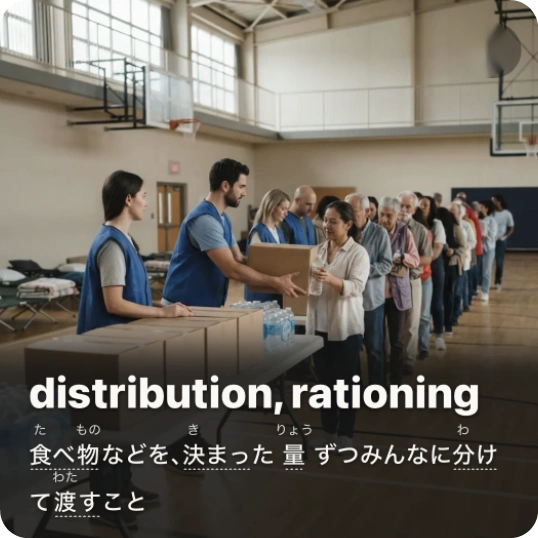 distribution, rationing
食べ物などを、決まった 量 ずつみんなに分け
て渡すこと